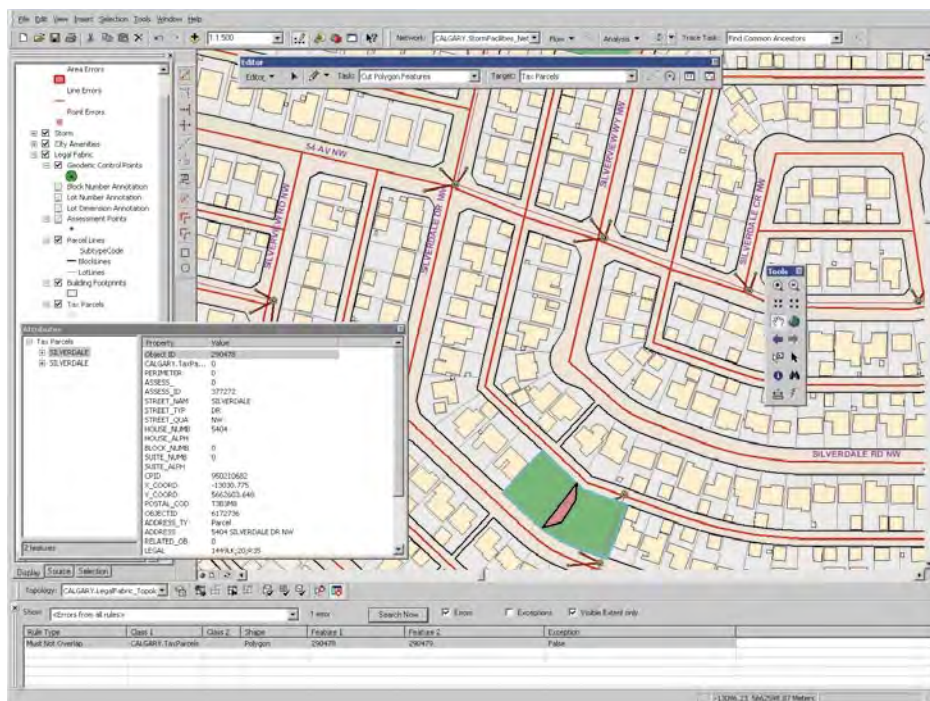 File Edit View Insert Selection Tools Window Help
1:1 500
Network: CALGARY.StormFacilities_Net
Flow
Analysis
Trace Task: Find Common Ancestors
Editor
Editor Task: Cut Polygon Features Target: Tax Parcels
Area Errors
Line Errors
Point Errors
Storm
City Amenities
Legal Fabric
Geodetic Control Points
Block Number Annotation
Lot Number Annotation
Lot Dimension Annotation
Assessment Points
Parcel Lines
SubtypeCode
BlockLines
LotLines
Building Footprints
Tax Parcels
54 AV NW
SILVERDALE DR NW
SILVERDALE CR NW
SILVERDALE RD NW
Tools
Attributes
Tax Parcels
SILVERDALE
SILVERDALE
2 features
Property Value
Object ID 290478
CALGARY.TaxPa... 0
PERIMETER 0
ASSESS_ 0
ASSESS_ID 377272
STREET_NAM SILVERDALE
STREET_TYP DR
STREET_QUA NW
HOUSE_NUMB 5404
HOUSE_ALPH
BLOCK_NUMB 0
SUITE_NUMB 0
SUITE_ALPH
CPID 950210682
X_COORD -13030.775
Y_COORD 5662603.648
POSTAL_COD T3B3M8
OBJECTID 6172736
ADDRESS_TY Parcel
ADDRESS 5404 SILVERDALE DR NW
RELATED_OB 0
LEGAL
Display Source Selection
Topology: CALGARY.LegalFabric_Topol
Show: <Errors from all rules> 1 error Search Now Errors Exceptions Visible Extent only
Rule Type Class 1 Class 2 Shape Feature 1 Feature 2 Exception
Must Not Overlap CALGARY.TaxParcels Polygon 290478 290479 False